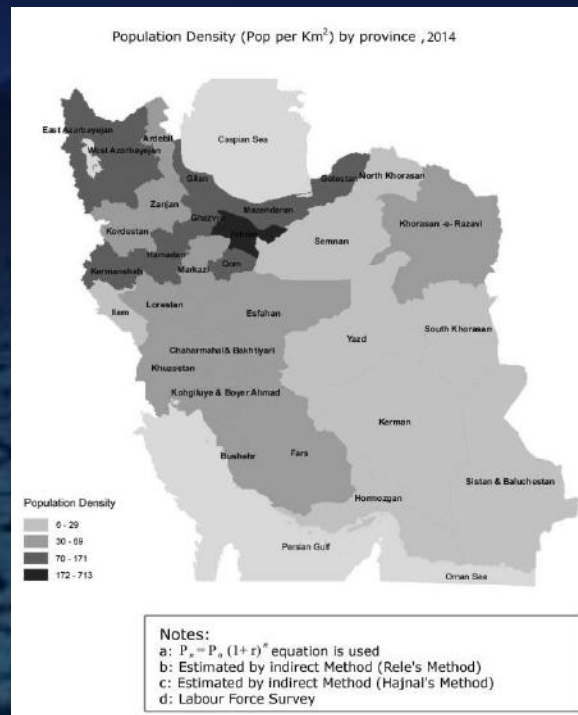 Population Density (Pop per Km²) by province , 2014
East Azarbayejan
Ardebil
Caspian Sea
West Azarbayejan
Gilan
Golestan
North Khorasan
Zanjan
Mazandaran
Ghazvin
Khorasan -e- Razavi
Kordestan
Tehran
Semnan
Hamadan
Qom
Kermanshah
Markazi
Ilam
Lorestan
Esfahan
Yazd
South Khorasan
Chaharmahal & Bakhtiyari
Khuzestan
Kohgiluye & Boyer Ahmad
Kerman
Bushehr
Fars
Sistan & Baluchestan
Hormozgan
Population Density
6 - 29
30 - 69
70 - 171
172 - 713
Persian Gulf
Oman Sea
Notes:
a: Pₙ = P₀ (1+ r)ⁿ equation is used
b: Estimated by indirect Method (Rele's Method)
c: Estimated by indirect Method (Hajnal's Method)
d: Labour Force Survey